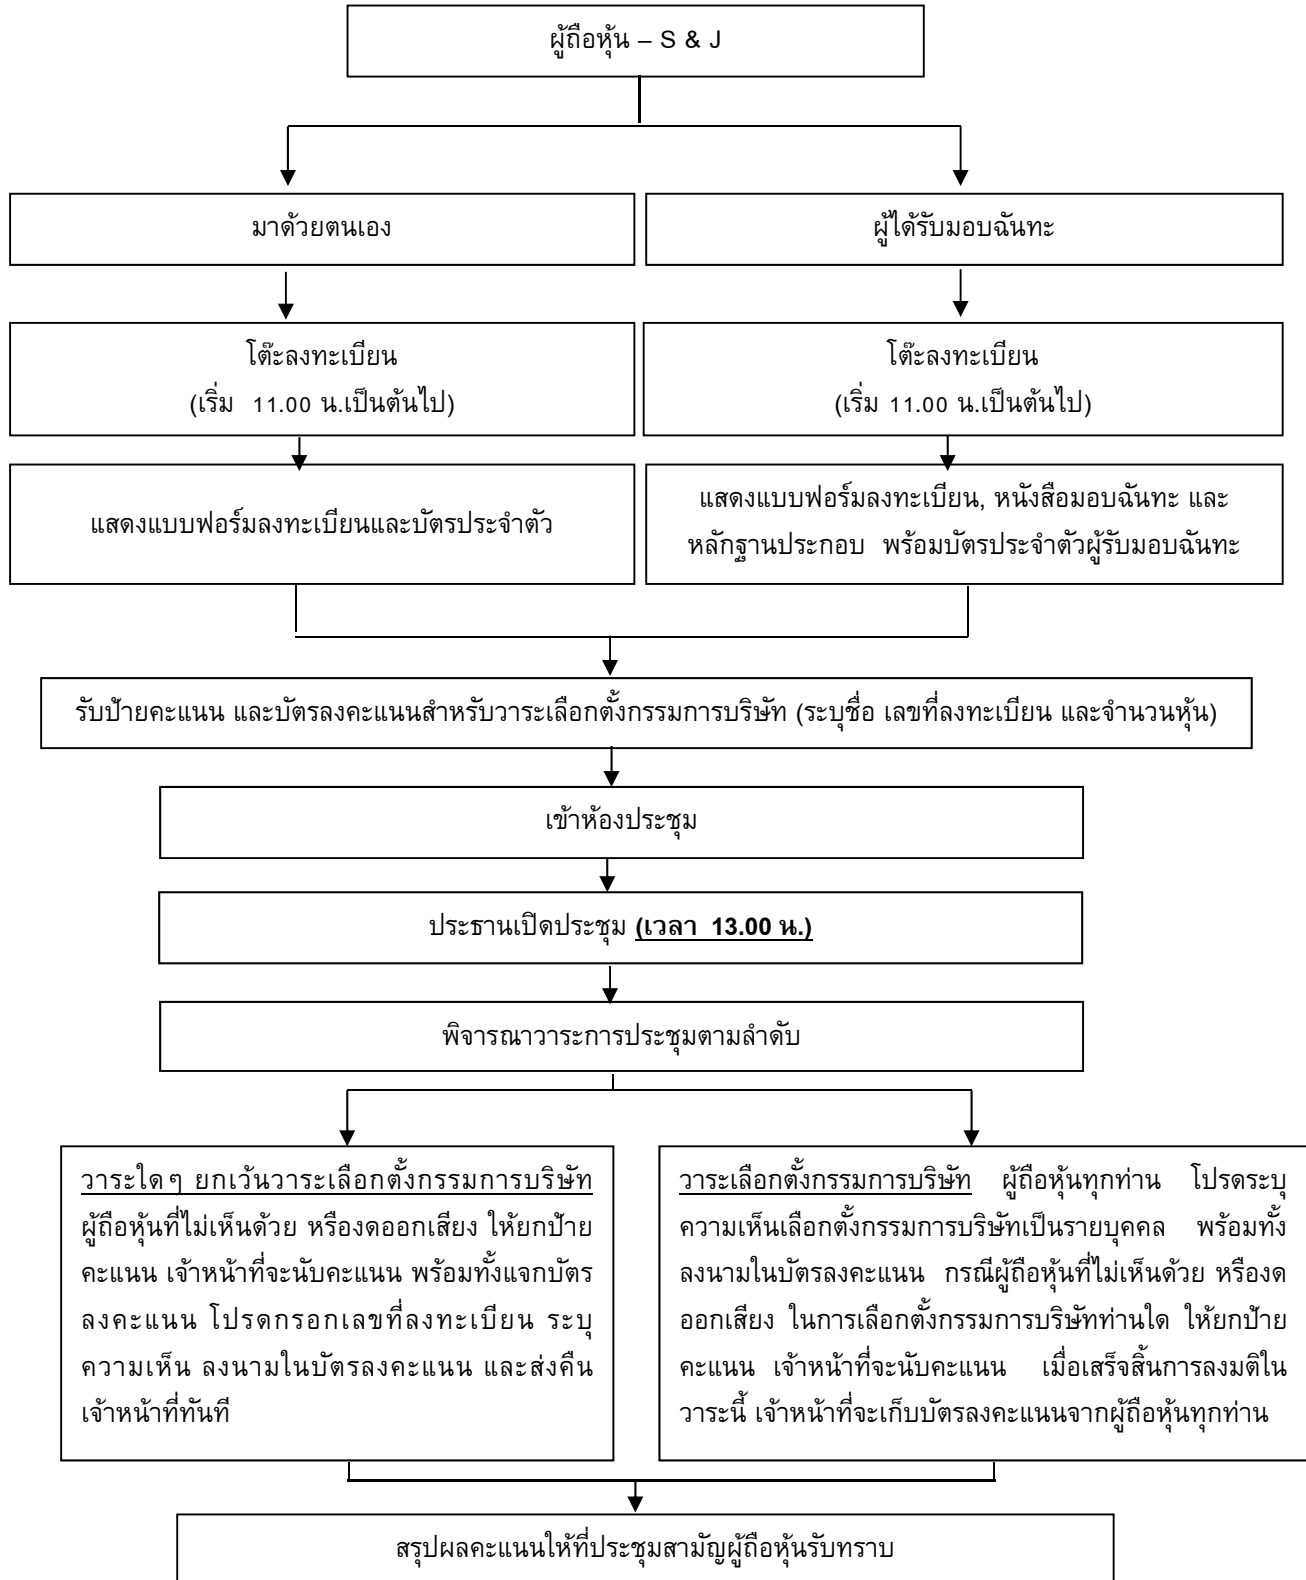 ผู้ถือหุ้น – S & J
มาด้วยตนเอง
ผู้ได้รับมอบฉันทะ
โต๊ะลงทะเบียน
(เริ่ม 11.00 น.เป็นต้นไป)
โต๊ะลงทะเบียน
(เริ่ม 11.00 น.เป็นต้นไป)
แสดงแบบฟอร์มลงทะเบียนและบัตรประจำตัว
แสดงแบบฟอร์มลงทะเบียน, หนังสือมอบฉันทะ และ
หลักฐานประกอบ พร้อมบัตรประจำตัวผู้รับมอบฉันทะ
รับป้ายคะแนน และบัตรลงคะแนนสำหรับวาระเลือกตั้งกรรมการบริษัท (ระบุชื่อ เลขที่ลงทะเบียน และจำนวนหุ้น)
เข้าห้องประชุม
ประธานเปิดประชุม (เวลา 13.00 น.)
พิจารณาวาระการประชุมตามลำดับ
วาระใด ๆ ยกเว้นวาระเลือกตั้งกรรมการบริษัท
ผู้ถือหุ้นที่ไม่เห็นด้วย หรืองดออกเสียง ให้ยกป้าย
คะแนน เจ้าหน้าที่จะนับคะแนน พร้อมทั้งแจกบัตร
ลงคะแนน โปรดกรอกเลขที่ลงทะเบียน ระบุ
ความเห็น ลงนามในบัตรลงคะแนน และส่งคืน
เจ้าหน้าที่ทันที
วาระเลือกตั้งกรรมการบริษัท ผู้ถือหุ้นทุกท่าน โปรดระบุ
ความเห็นเลือกตั้งกรรมการบริษัทเป็นรายบุคคล พร้อมทั้ง
ลงนามในบัตรลงคะแนน กรณีผู้ถือหุ้นที่ไม่เห็นด้วย หรืองด
ออกเสียง ในการเลือกตั้งกรรมการบริษัทท่านใด ให้ยกป้าย
คะแนน เจ้าหน้าที่จะนับคะแนน เมื่อเสร็จสิ้นการลงมติใน
วาระนี้ เจ้าหน้าที่จะเก็บบัตรลงคะแนนจากผู้ถือหุ้นทุกท่าน
สรุปผลคะแนนให้ที่ประชุมสามัญผู้ถือหุ้นรับทราบ